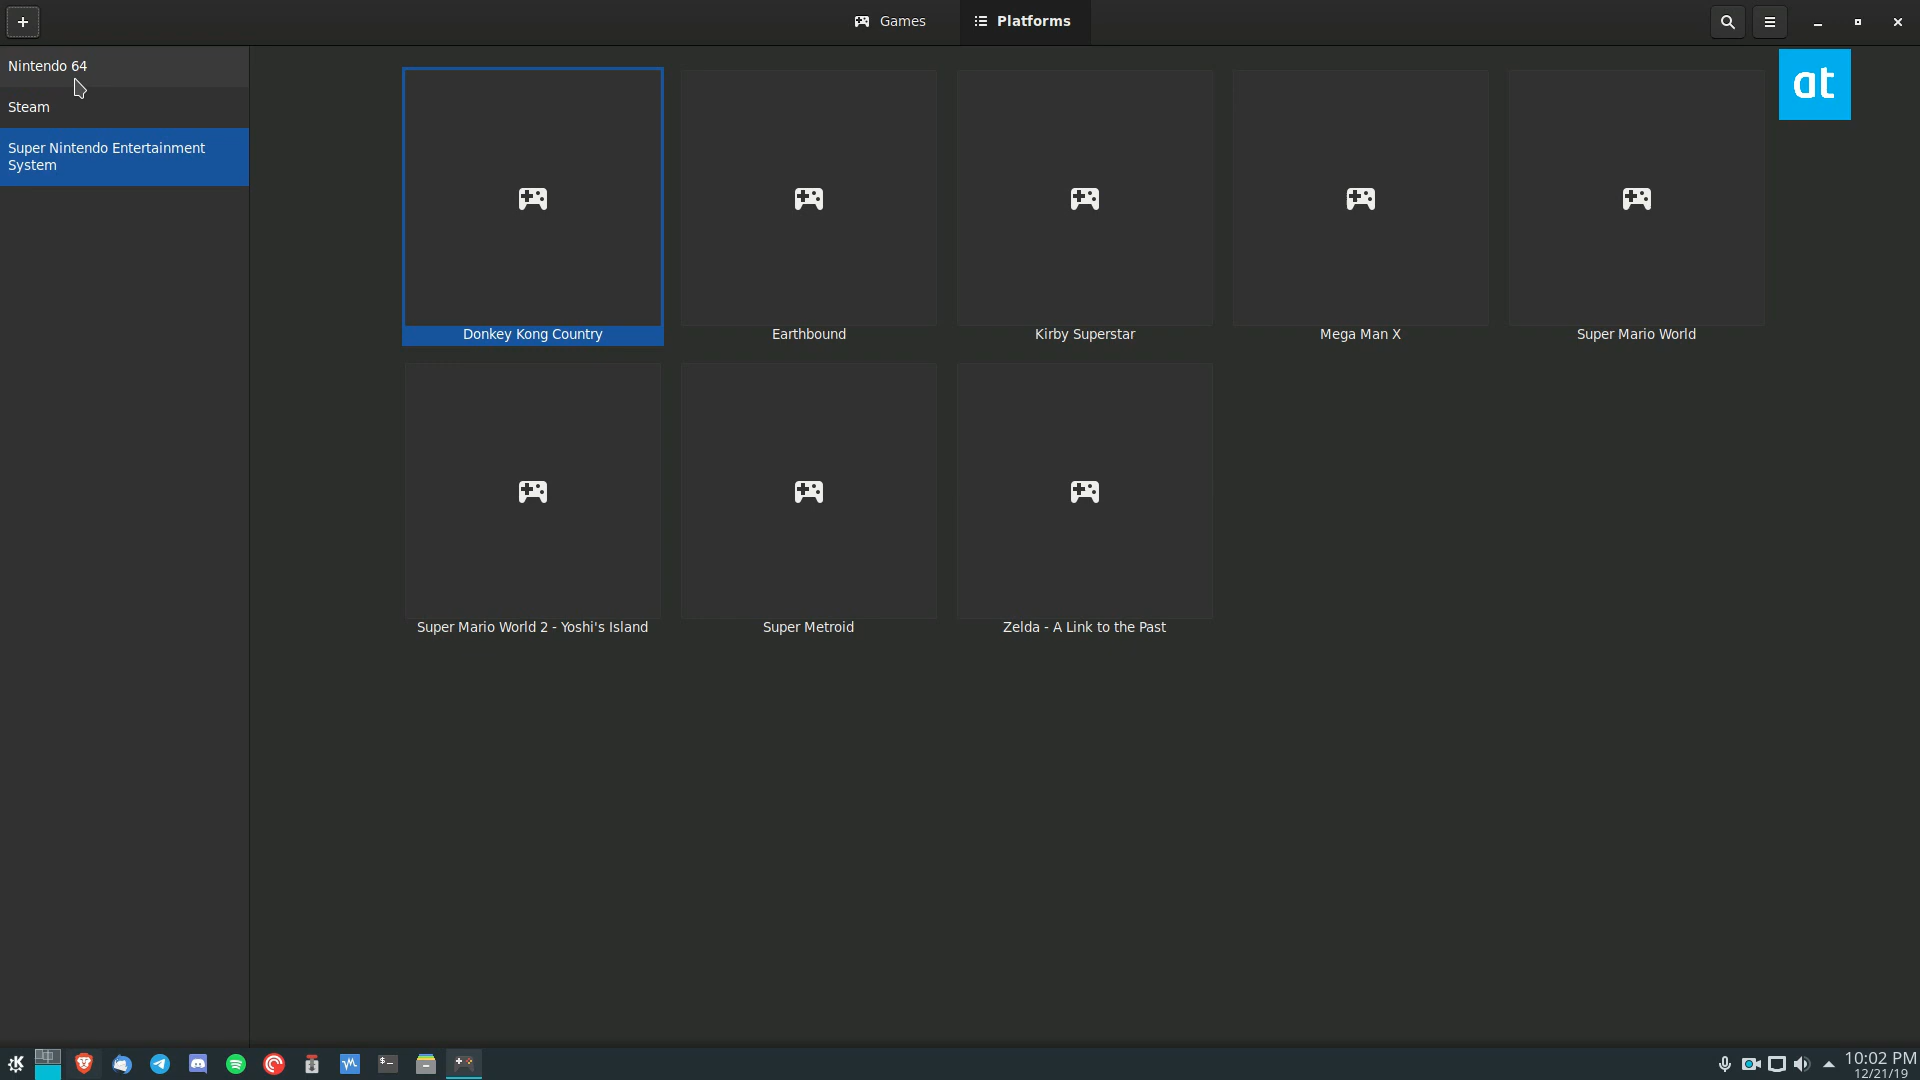 Games
Platforms
Nintendo 64
Steam
Super Nintendo Entertainment
System
at
Donkey Kong Country
Earthbound
Kirby Superstar
Mega Man X
Super Mario World
Super Mario World 2 - Yoshi's Island
Super Metroid
Zelda - A Link to the Past
10:02 PM
12/21/19